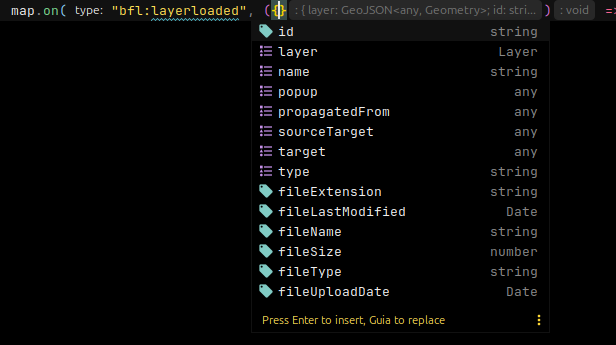 map.on( type: "bfl:layerloaded", ({} : { layer: GeoJSON<any, Geometry>; id: stri... ) : void =>
id string
layer Layer
name string
popup any
propagatedFrom any
sourceTarget any
target any
type string
fileExtension string
fileLastModified Date
fileName string
fileSize number
fileType string
fileUploadDate Date
Press Enter to insert, Guia to replace